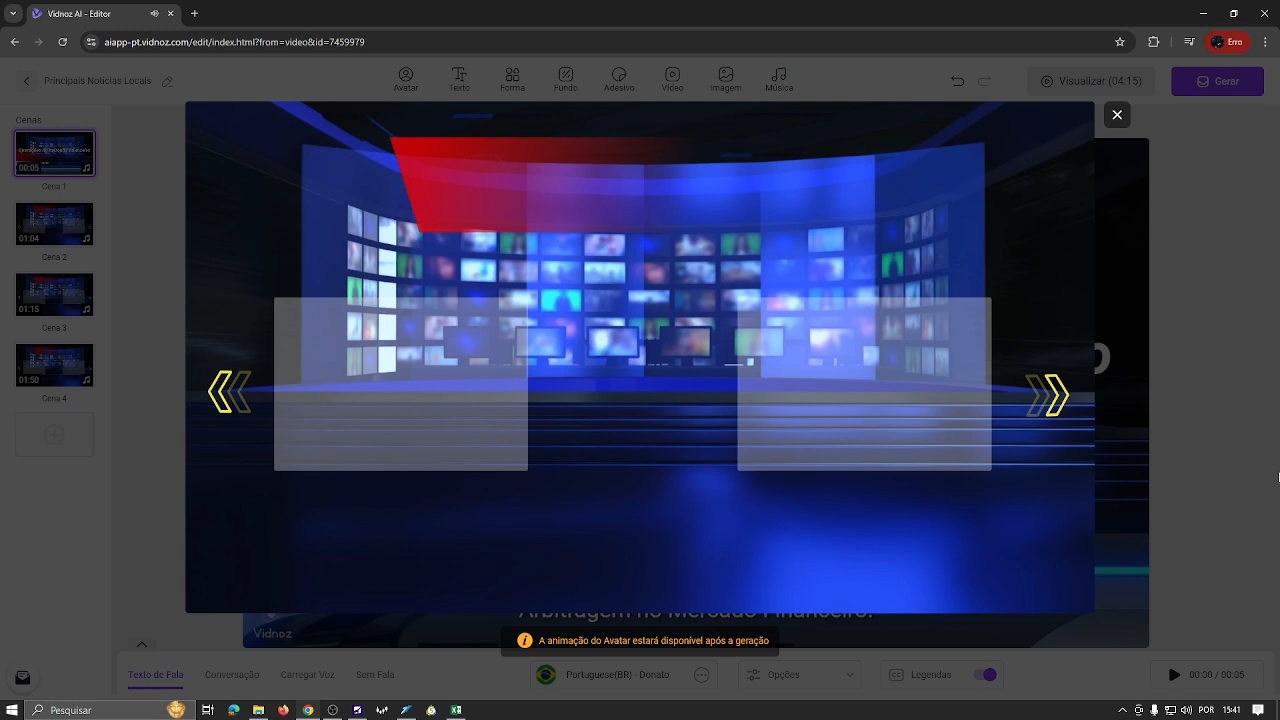 Vidnoz AI - Editor
aiapp-pt.vidnoz.com/edit/index.html?from=video&id=7459979
Erro
Principais Notícias Locais
Avatar
Texto
Forma
Fundo
Adesivo
Vídeo
Imagem
Música
Visualizar (04:15)
Gerar
Cenas
00:05
Cena 1
01:04
Cena 2
01:15
Cena 3
01:50
Cena 4
Arbitragem no Mercado Financeiro.
Vidnoz
A animação do Avatar estará disponível após a geração
Texto de Fala
Conversação
Carregar Voz
Sem Fala
Portuguese(BR) - Donato
Opções
Legendas
00:00 / 00:05
Pesquisar
POR
15:41